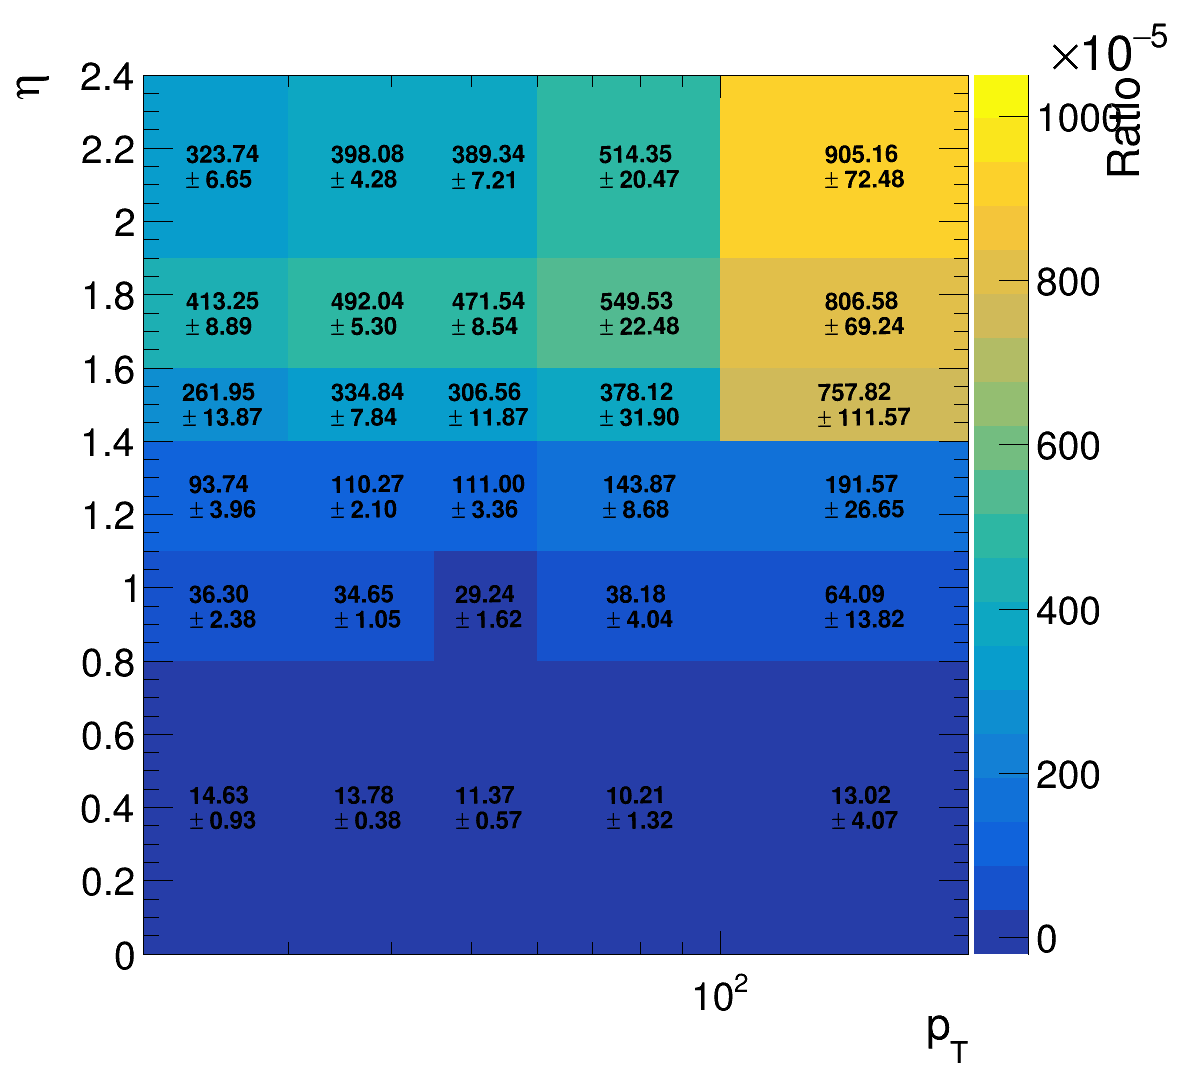 ×10⁻⁵
η
Ratio
2.4
2.2
2
1.8
1.6
1.4
1.2
1
0.8
0.6
0.4
0.2
0
323.74 398.08 389.34 514.35 905.16
± 6.65 ± 4.28 ± 7.21 ± 20.47 ± 72.48
413.25 492.04 471.54 549.53 806.58
± 8.89 ± 5.30 ± 8.54 ± 22.48 ± 69.24
261.95 334.84 306.56 378.12 757.82
± 13.87 ± 7.84 ± 11.87 ± 31.90 ± 111.57
93.74 110.27 111.00 143.87 191.57
± 3.96 ± 2.10 ± 3.36 ± 8.68 ± 26.65
36.30 34.65 29.24 38.18 64.09
± 2.38 ± 1.05 ± 1.62 ± 4.04 ± 13.82
14.63 13.78 11.37 10.21 13.02
± 0.93 ± 0.38 ± 0.57 ± 1.32 ± 4.07
1000
800
600
400
200
0
10²
p_T